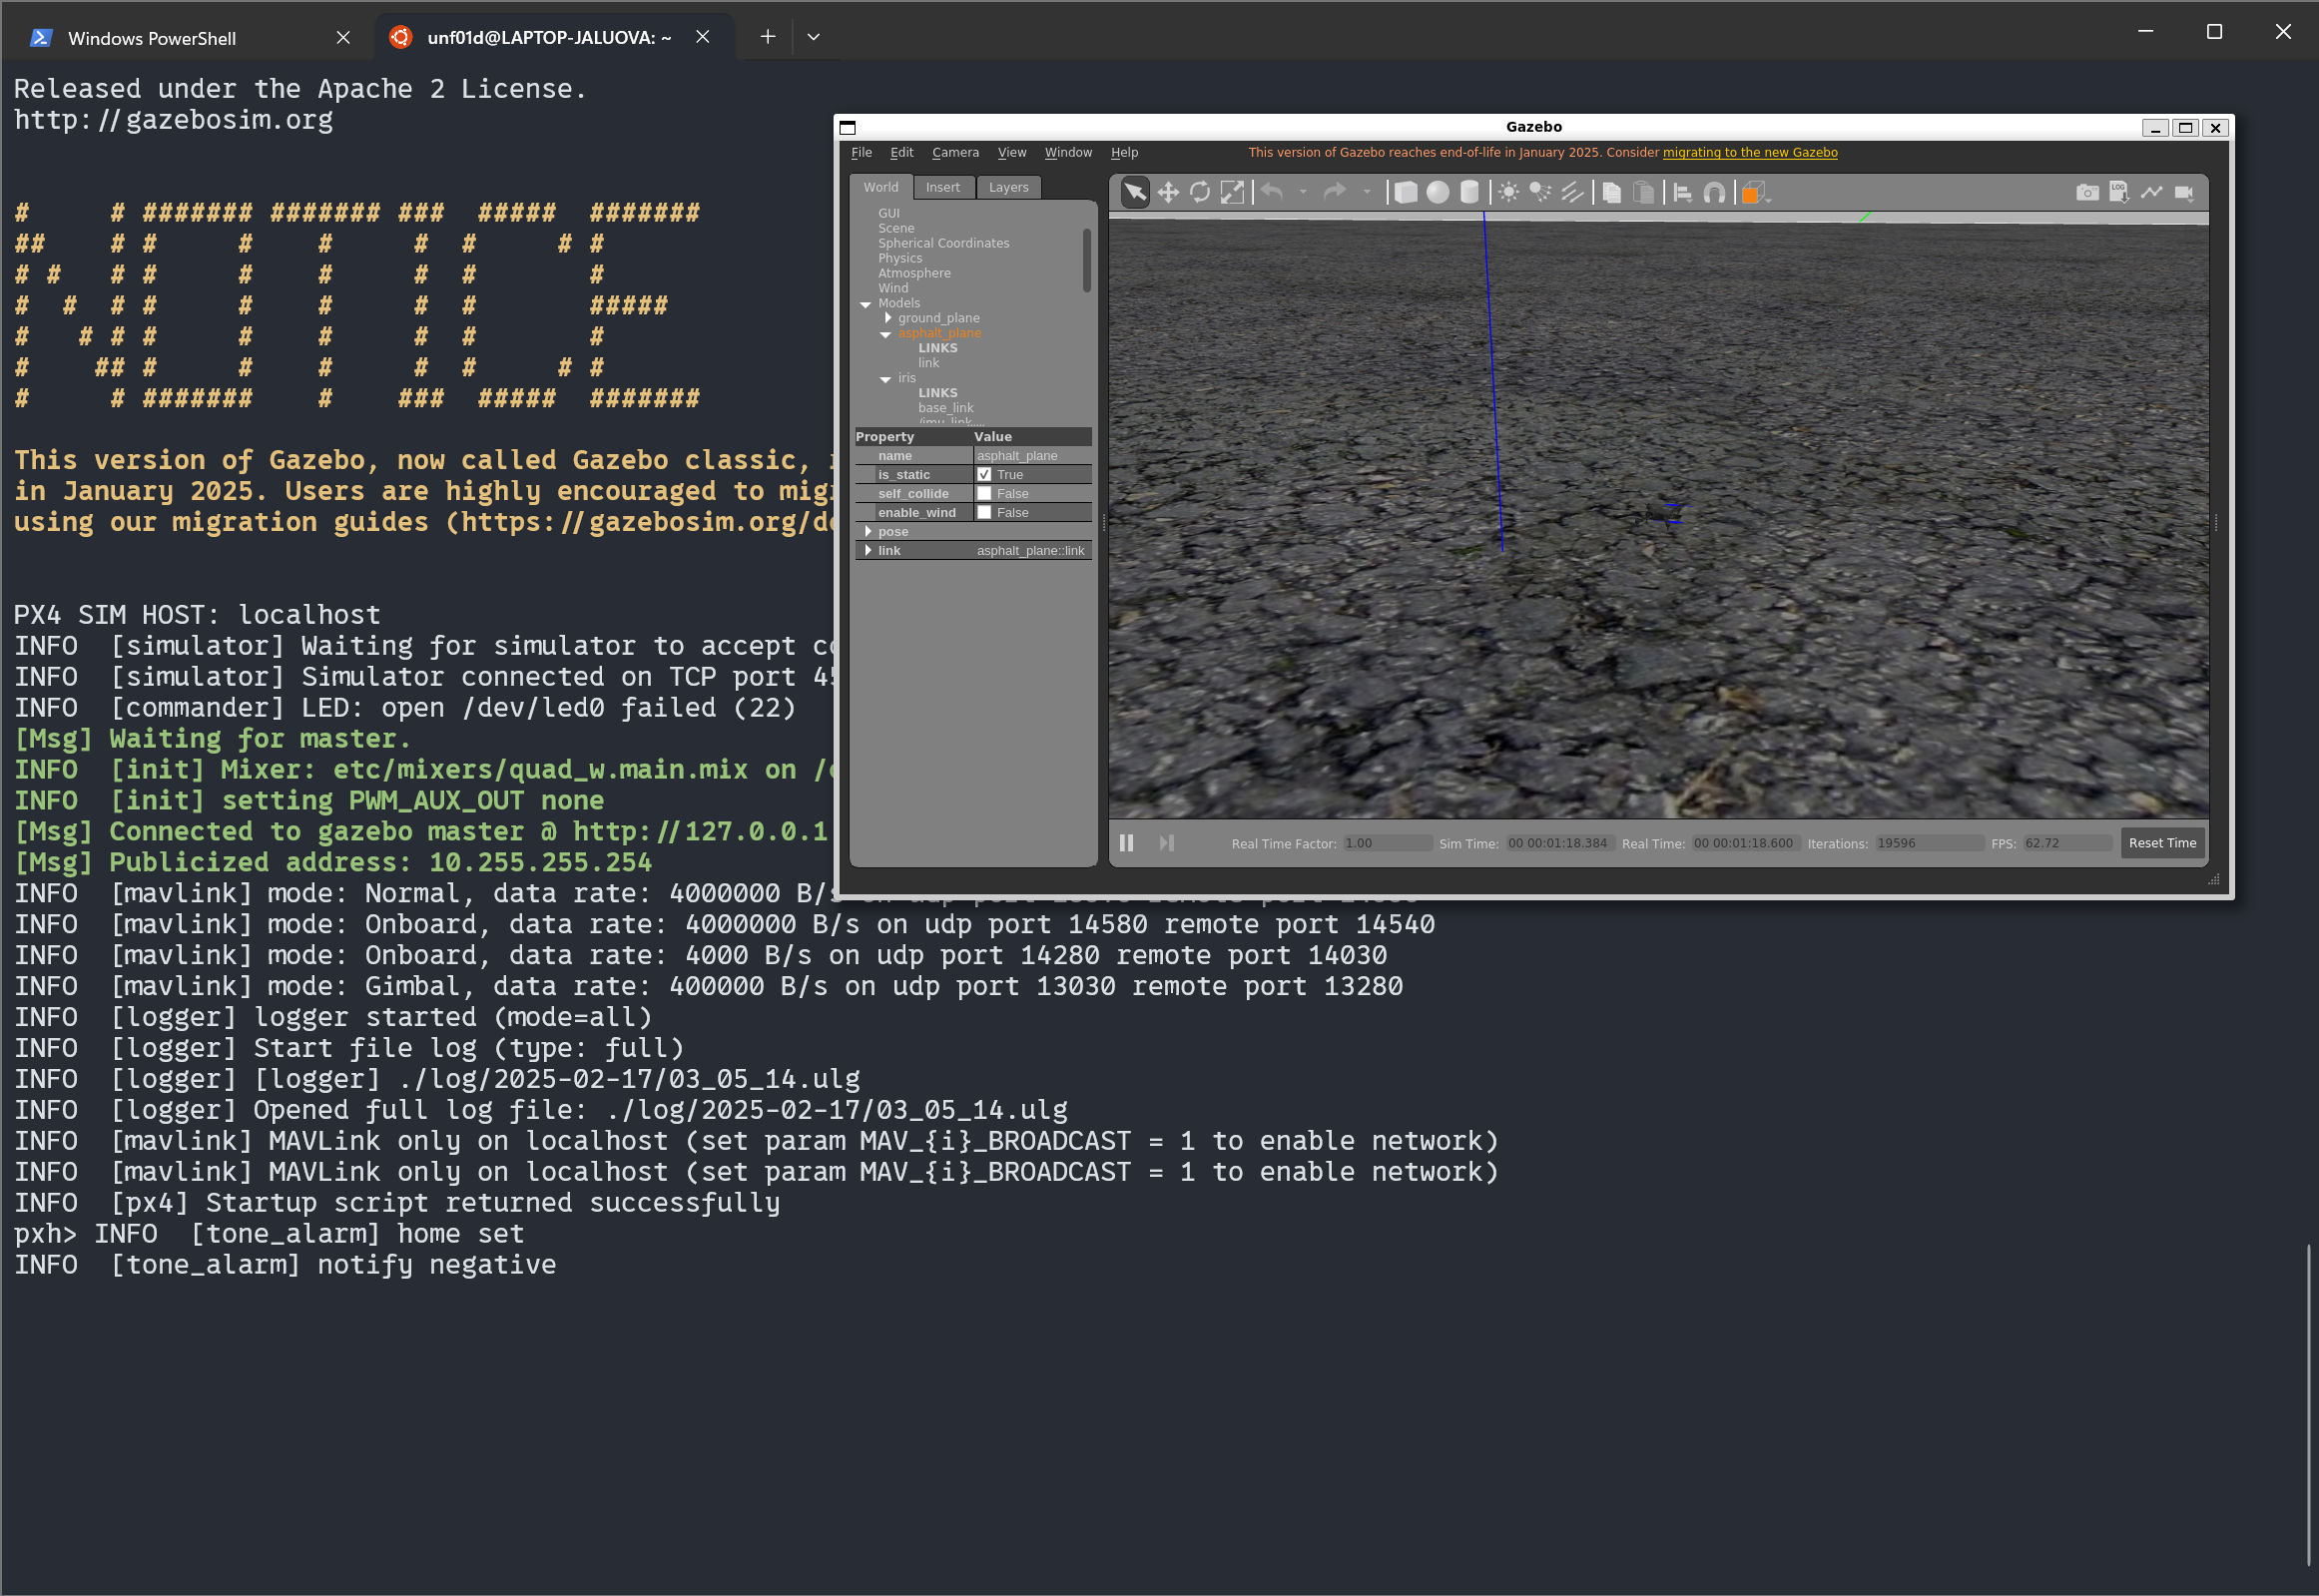 Windows PowerShell
unf01d@LAPTOP-JALUOVA: ~
Released under the Apache 2 License.
http://gazebosim.org
# # ####### ####### ### ##### #######
## # # # # # # # #
# # # # # # # # #
# # # # # # # # #####
# # # # # # # # #
# ## # # # # # # #
# # ####### # ### ##### #######
This version of Gazebo, now called Gazebo classic,
in January 2025. Users are highly encouraged to
using our migration guides (https://gazebosim.org/
PX4 SIM HOST: localhost
INFO [simulator] Waiting for simulator to accept
INFO [simulator] Simulator connected on TCP port
INFO [commander] LED: open /dev/led0 failed (22)
[Msg] Waiting for master.
INFO [init] Mixer: etc/mixers/quad_w.main.mix on
INFO [init] setting PWM_AUX_OUT none
[Msg] Connected to gazebo master @ http://127.0.0.1
[Msg] Publicized address: 10.255.255.254
INFO [mavlink] mode: Normal, data rate: 4000000 B/s on udp port
INFO [mavlink] mode: Onboard, data rate: 4000000 B/s on udp port 14580 remote port 14540
INFO [mavlink] mode: Onboard, data rate: 4000 B/s on udp port 14280 remote port 14030
INFO [mavlink] mode: Gimbal, data rate: 400000 B/s on udp port 13030 remote port 13280
INFO [logger] logger started (mode=all)
INFO [logger] Start file log (type: full)
INFO [logger] [logger] ./log/2025-02-17/03_05_14.ulg
INFO [logger] Opened full log file: ./log/2025-02-17/03_05_14.ulg
INFO [mavlink] MAVLink only on localhost (set param MAV_{i}_BROADCAST = 1 to enable network)
INFO [mavlink] MAVLink only on localhost (set param MAV_{i}_BROADCAST = 1 to enable network)
INFO [px4] Startup script returned successfully
pxh> INFO [tone_alarm] home set
INFO [tone_alarm] notify negative
Gazebo
File Edit Camera View Window Help
This version of Gazebo reaches end-of-life in January 2025. Consider migrating to the new Gazebo
World Insert Layers
GUI
Scene
Spherical Coordinates
Physics
Atmosphere
Wind
Models
ground_plane
asphalt_plane
LINKS
link
iris
LINKS
base_link
Property Value
name asphalt_plane
is_static True
self_collide False
enable_wind False
pose
link asphalt_plane::link
LOG
Real Time Factor: 1.00 Sim Time: 00 00:01:18.384 Real Time: 00 00:01:18.600 Iterations: 19596 FPS: 62.72 Reset Time